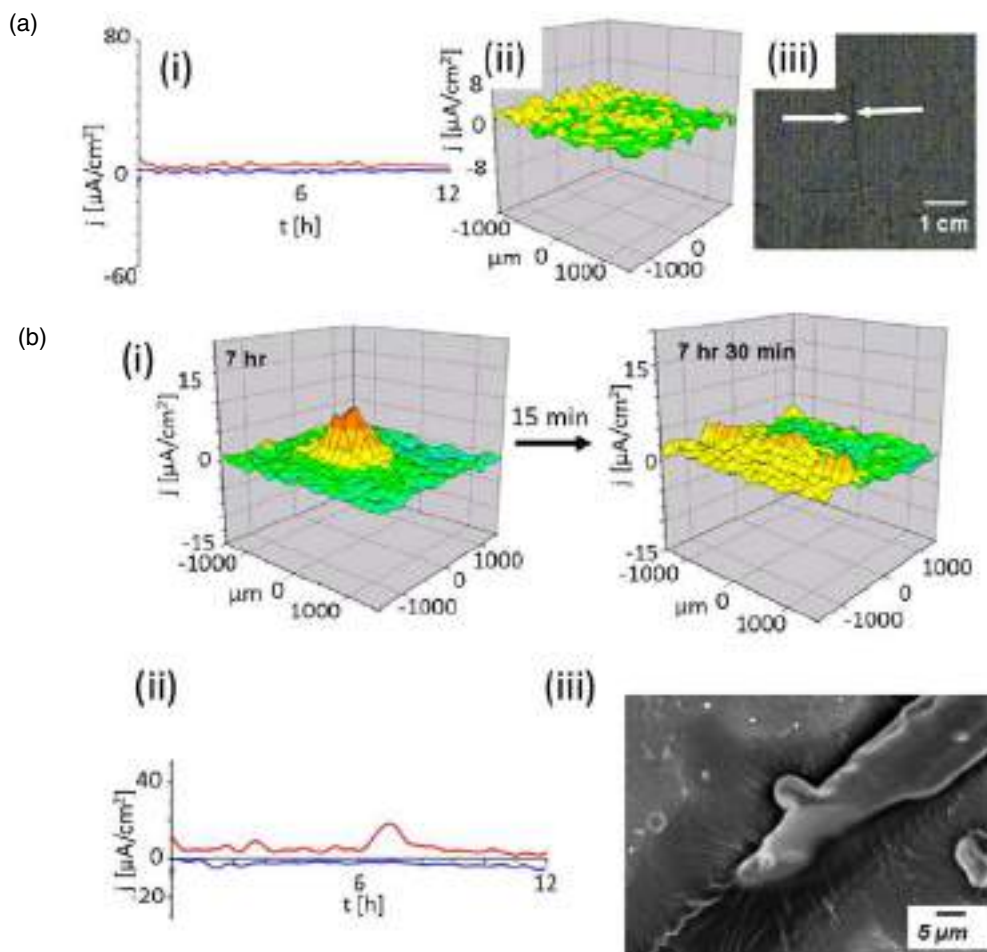 (a)
(i)
80
0
-60
j [µA/cm²]
6
12
t [h]
(ii)
8
0
-8
j [µA/cm²]
-1000
0
1000
µm
-1000
0
(iii)
1 cm
(b)
(i)
7 hr
15
0
-15
j [µA/cm²]
-1000
0
1000
µm
-1000
0
1000
15 min
7 hr 30 min
15
0
-15
j [µA/cm²]
-1000
0
1000
µm
-1000
0
1000
(ii)
40
0
-20
j [µA/cm²]
6
12
t [h]
(iii)
5 µm